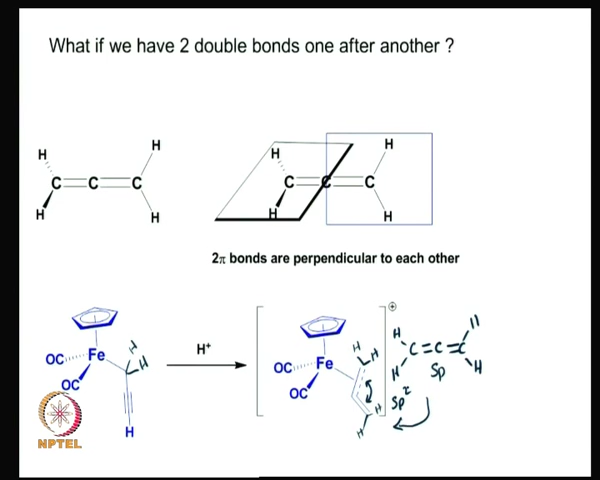 What if we have 2 double bonds one after another ?
H
H
C C C
H
H
H
H
C C C
H
H
2π bonds are perpendicular to each other
OC
Fe
OC
H
H
H
H⁺
OC
Fe
OC
H
H
H
H
⊕
H
C=C=C
H
H
H
sp
sp²
NPTEL